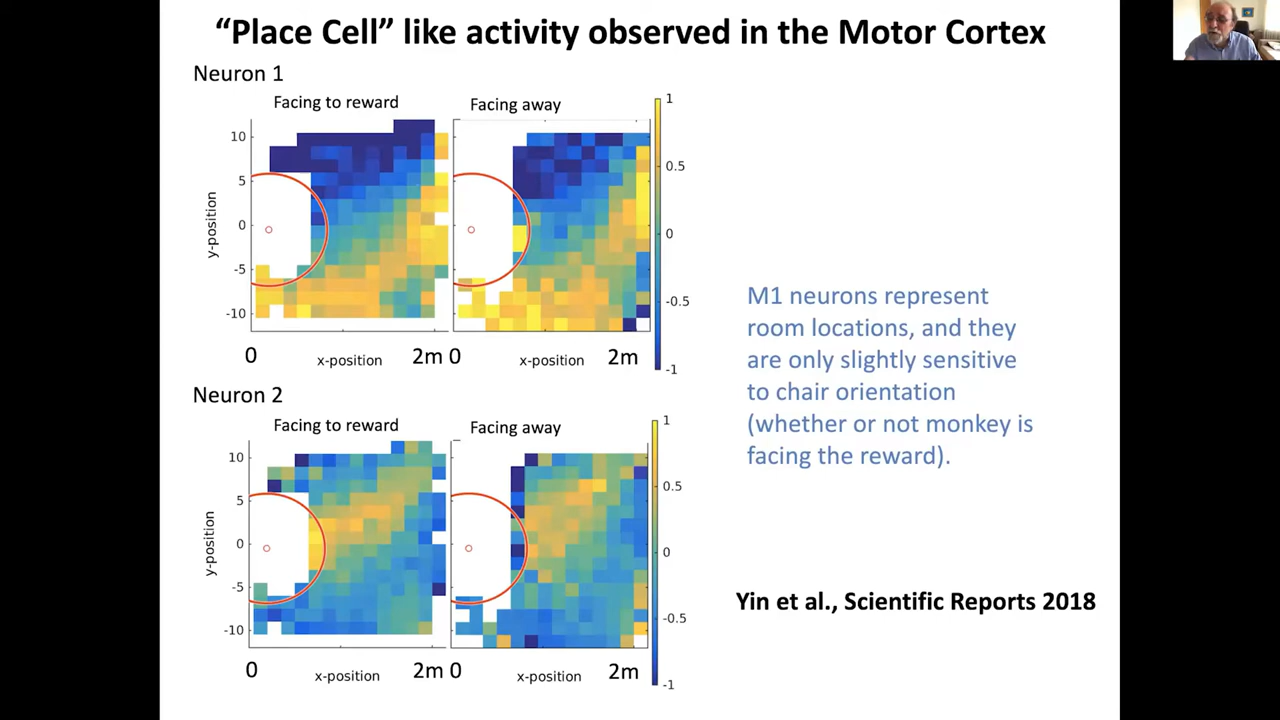 “Place Cell” like activity observed in the Motor Cortex
Neuron 1
Facing to reward
Facing away
10
5
0
-5
-10
y-position
1
0.5
0
-0.5
-1
0
x-position
2m
0
x-position
2m
M1 neurons represent
room locations, and they
are only slightly sensitive
to chair orientation
(whether or not monkey is
facing the reward).
Neuron 2
Facing to reward
Facing away
10
5
0
-5
-10
y-position
1
0.5
0
-0.5
-1
0
x-position
2m
0
x-position
2m
Yin et al., Scientific Reports 2018